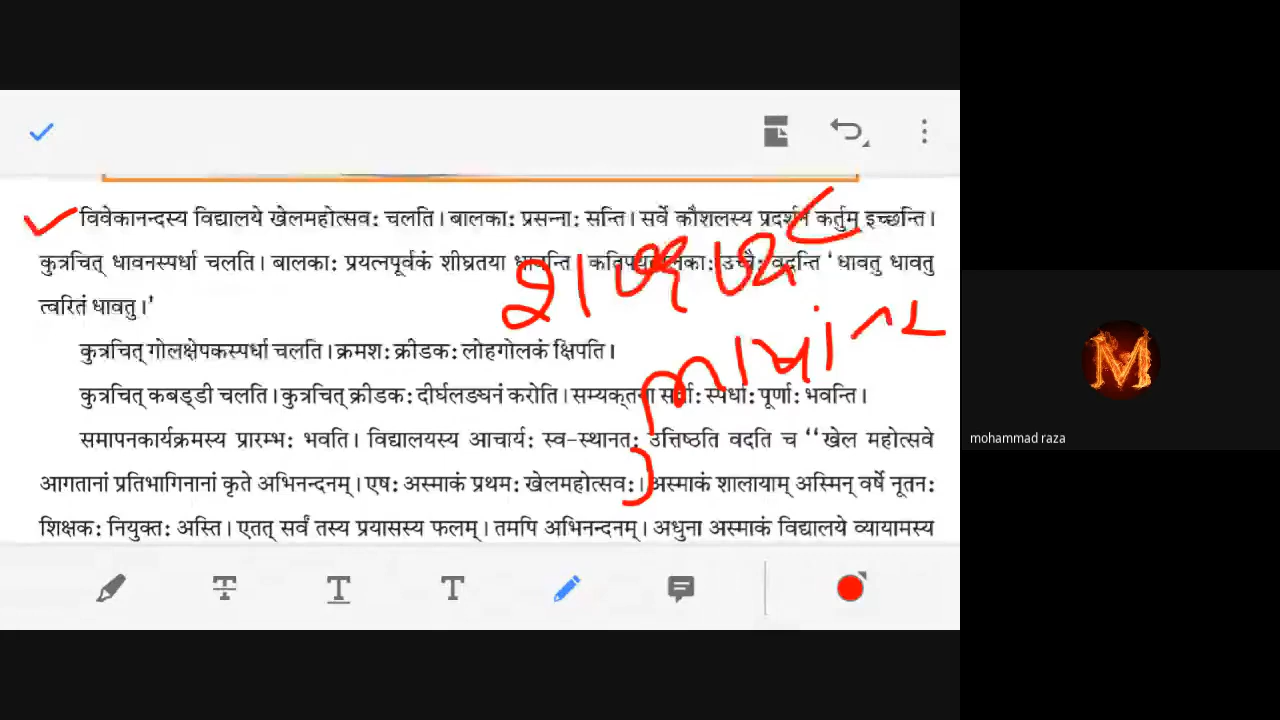 विवेकानन्दस्य विद्यालये खेलमहोत्सवः चलति। बालकाः प्रसन्नाः सन्ति। सर्वे कौशलस्य प्रदर्शनं कर्तुम् इच्छन्ति।
कुत्रचित् धावनस्पर्धा चलति। बालकाः प्रयत्नपूर्वकं शीघ्रतया धावन्ति। कतिपयबालकाः उच्चैः वदन्ति 'धावतु धावतु
त्वरितं धावतु।'
कुत्रचित् गोलक्षेपकस्पर्धा चलति। क्रमशः क्रीडकः लोहगोलकं क्षिपति।
कुत्रचित् कबड्डी चलति। कुत्रचित् क्रीडकः दीर्घलङघनं करोति। सम्यक्‌तया सर्वाः स्पर्धाः पूर्णाः भवन्ति।
समापनकार्यक्रमस्य प्रारम्भः भवति। विद्यालयस्य आचार्यः स्व-स्थानतः उत्तिष्ठति वदति च "खेल महोत्सवे
आगतानां प्रतिभागिनानां कृते अभिनन्दनम्। एषः अस्माकं प्रथमः खेलमहोत्सवः। अस्माकं शालायाम् अस्मिन् वर्षे नूतनः
शिक्षकः नियुक्तः अस्ति। एतत् सर्वं तस्य प्रयासस्य फलम्। तमपि अभिनन्दनम्। अधुना अस्माकं विद्यालये व्यायामस्य
T T T
M
mohammad raza